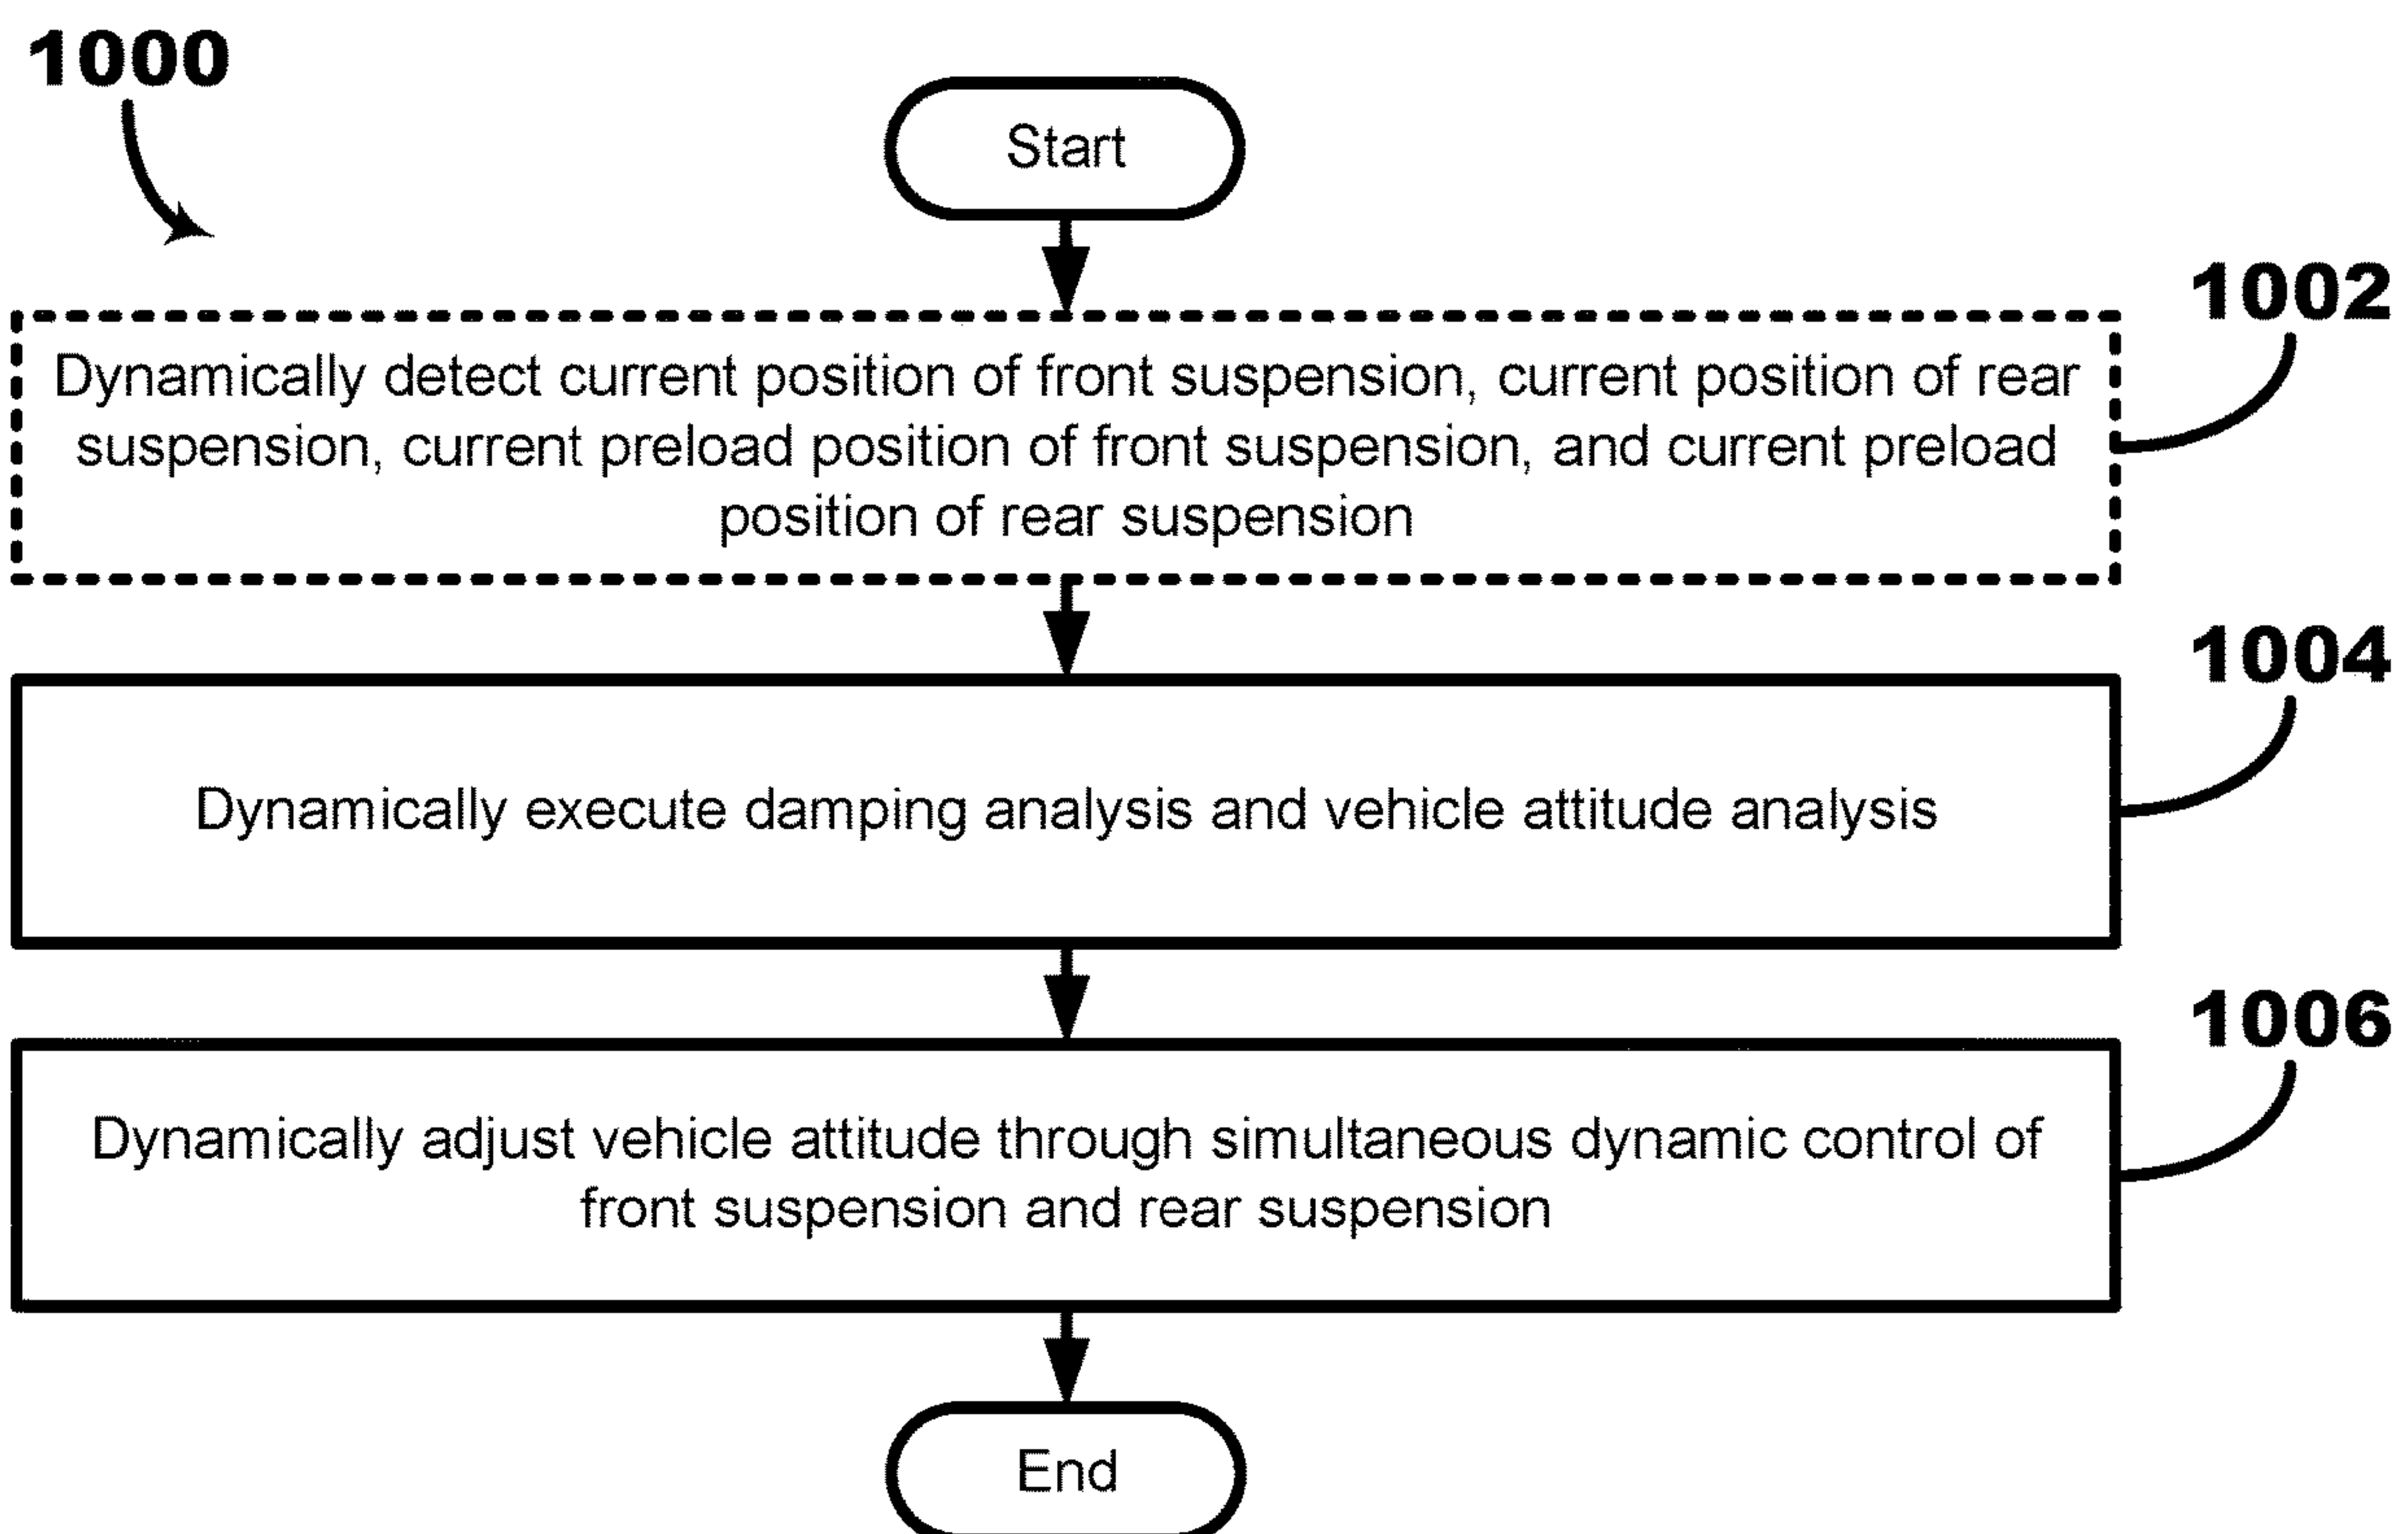 1000
Start
1002
Dynamically detect current position of front suspension, current position of rear
suspension, current preload position of front suspension, and current preload
position of rear suspension
1004
Dynamically execute damping analysis and vehicle attitude analysis
1006
Dynamically adjust vehicle attitude through simultaneous dynamic control of
front suspension and rear suspension
End